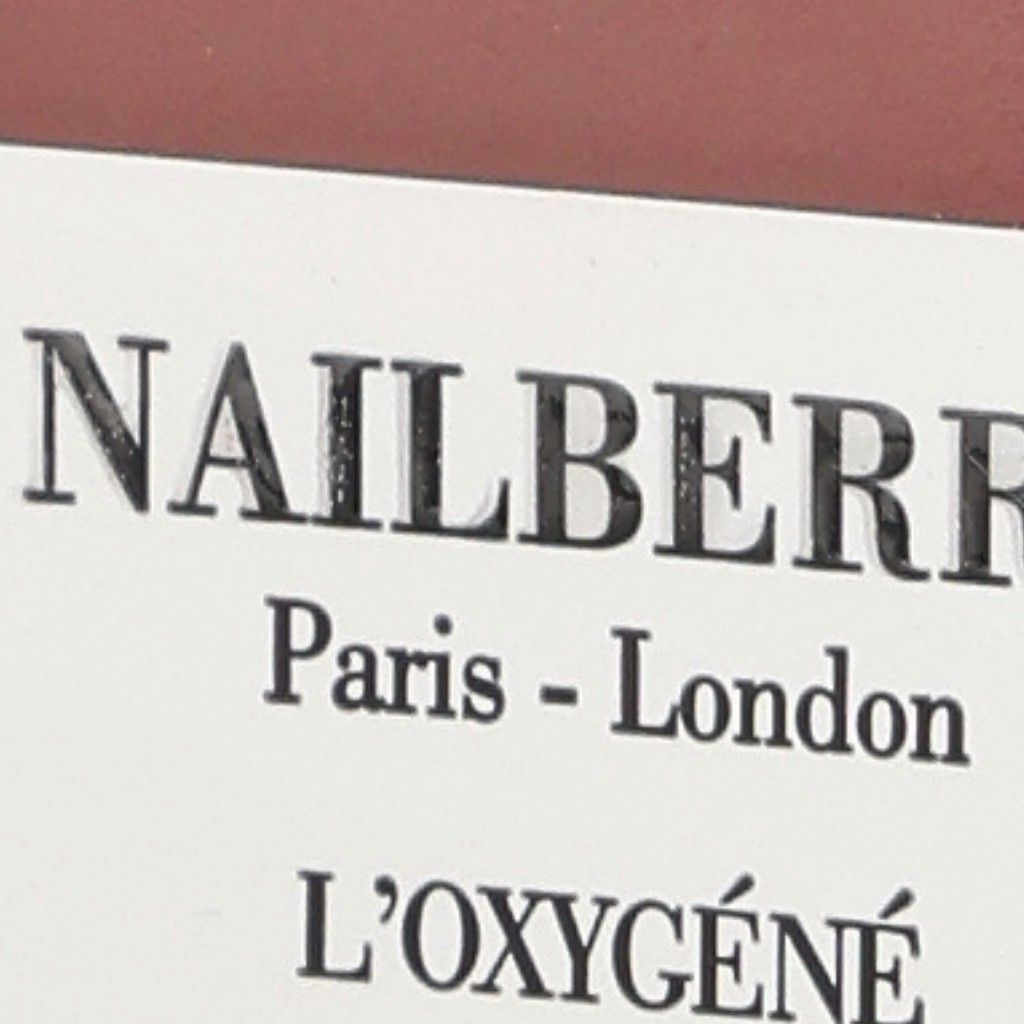 NAILBERR
Paris - London
L'OXYGÉNÉ